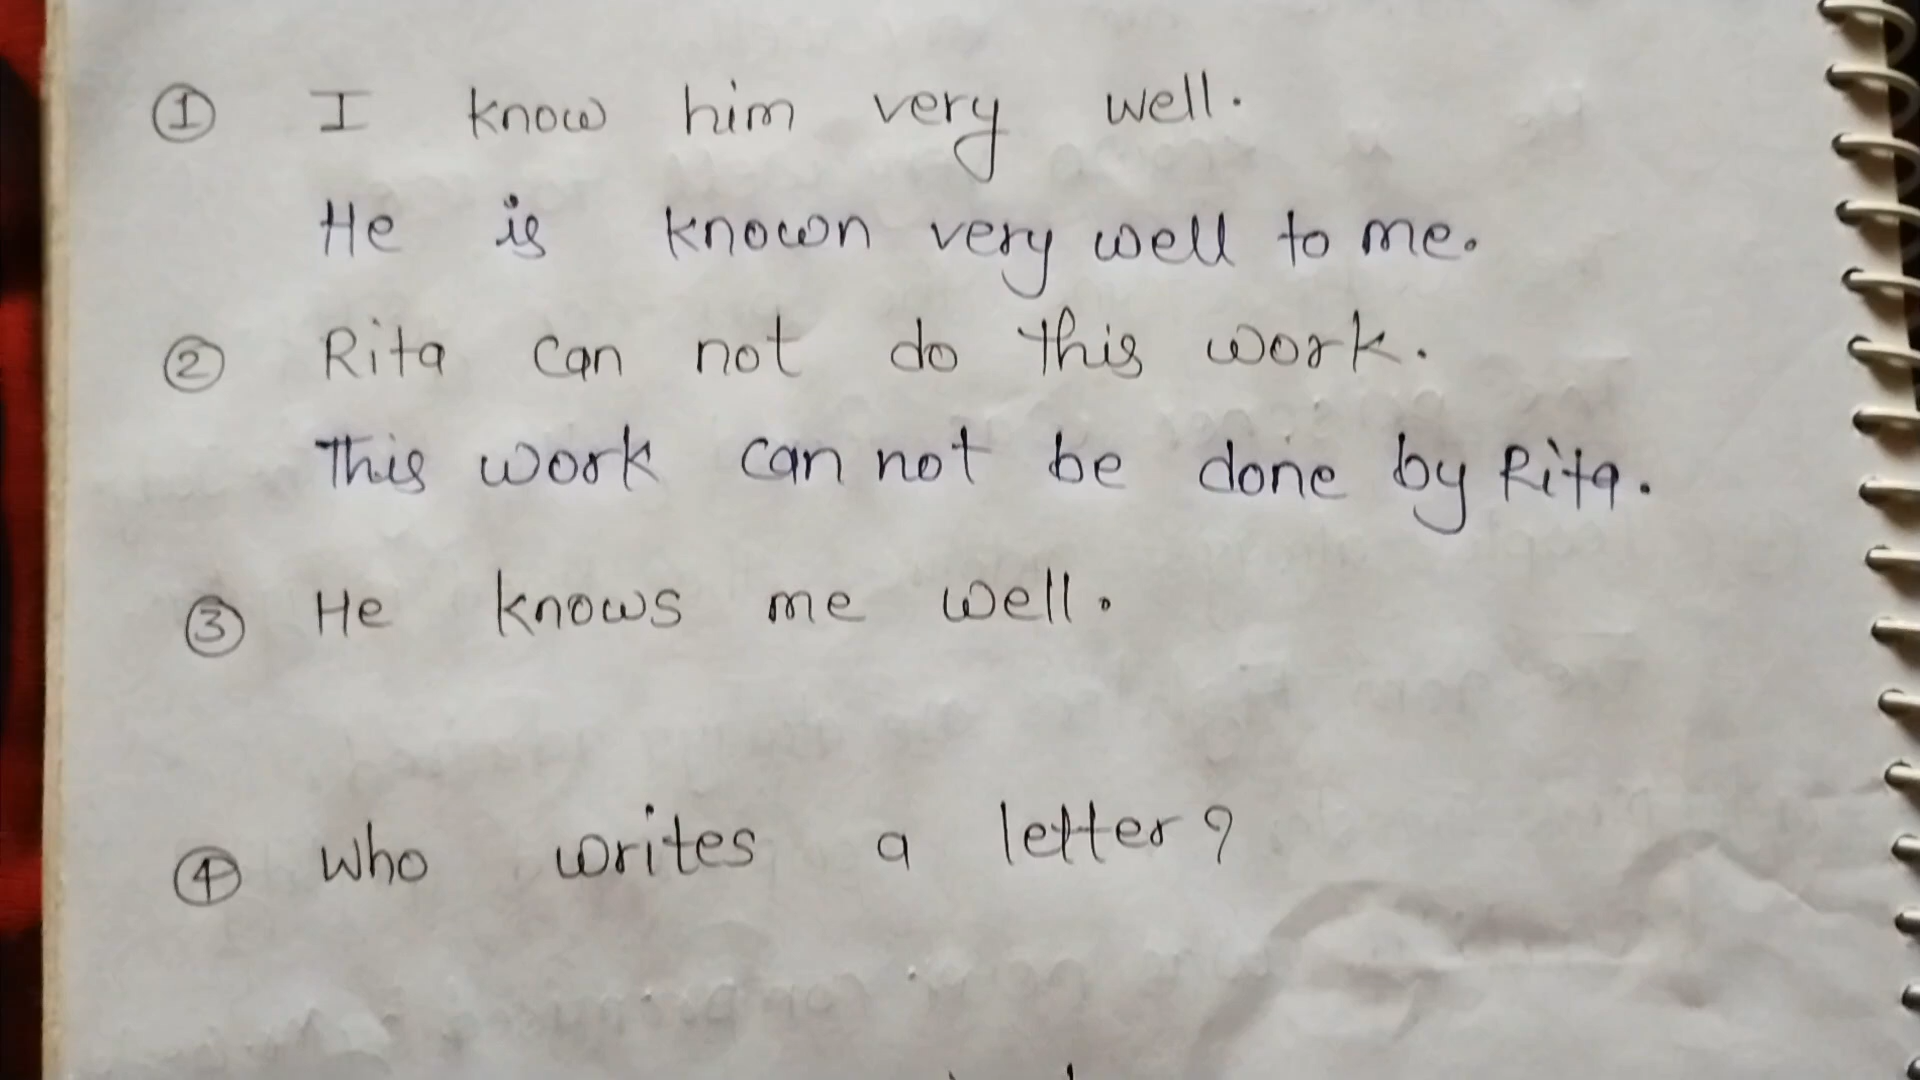 ① I know him very well.
He is known very well to me.
② Rita can not do this work.
This work can not be done by Rita.
③ He knows me well.
④ Who writes a letter?